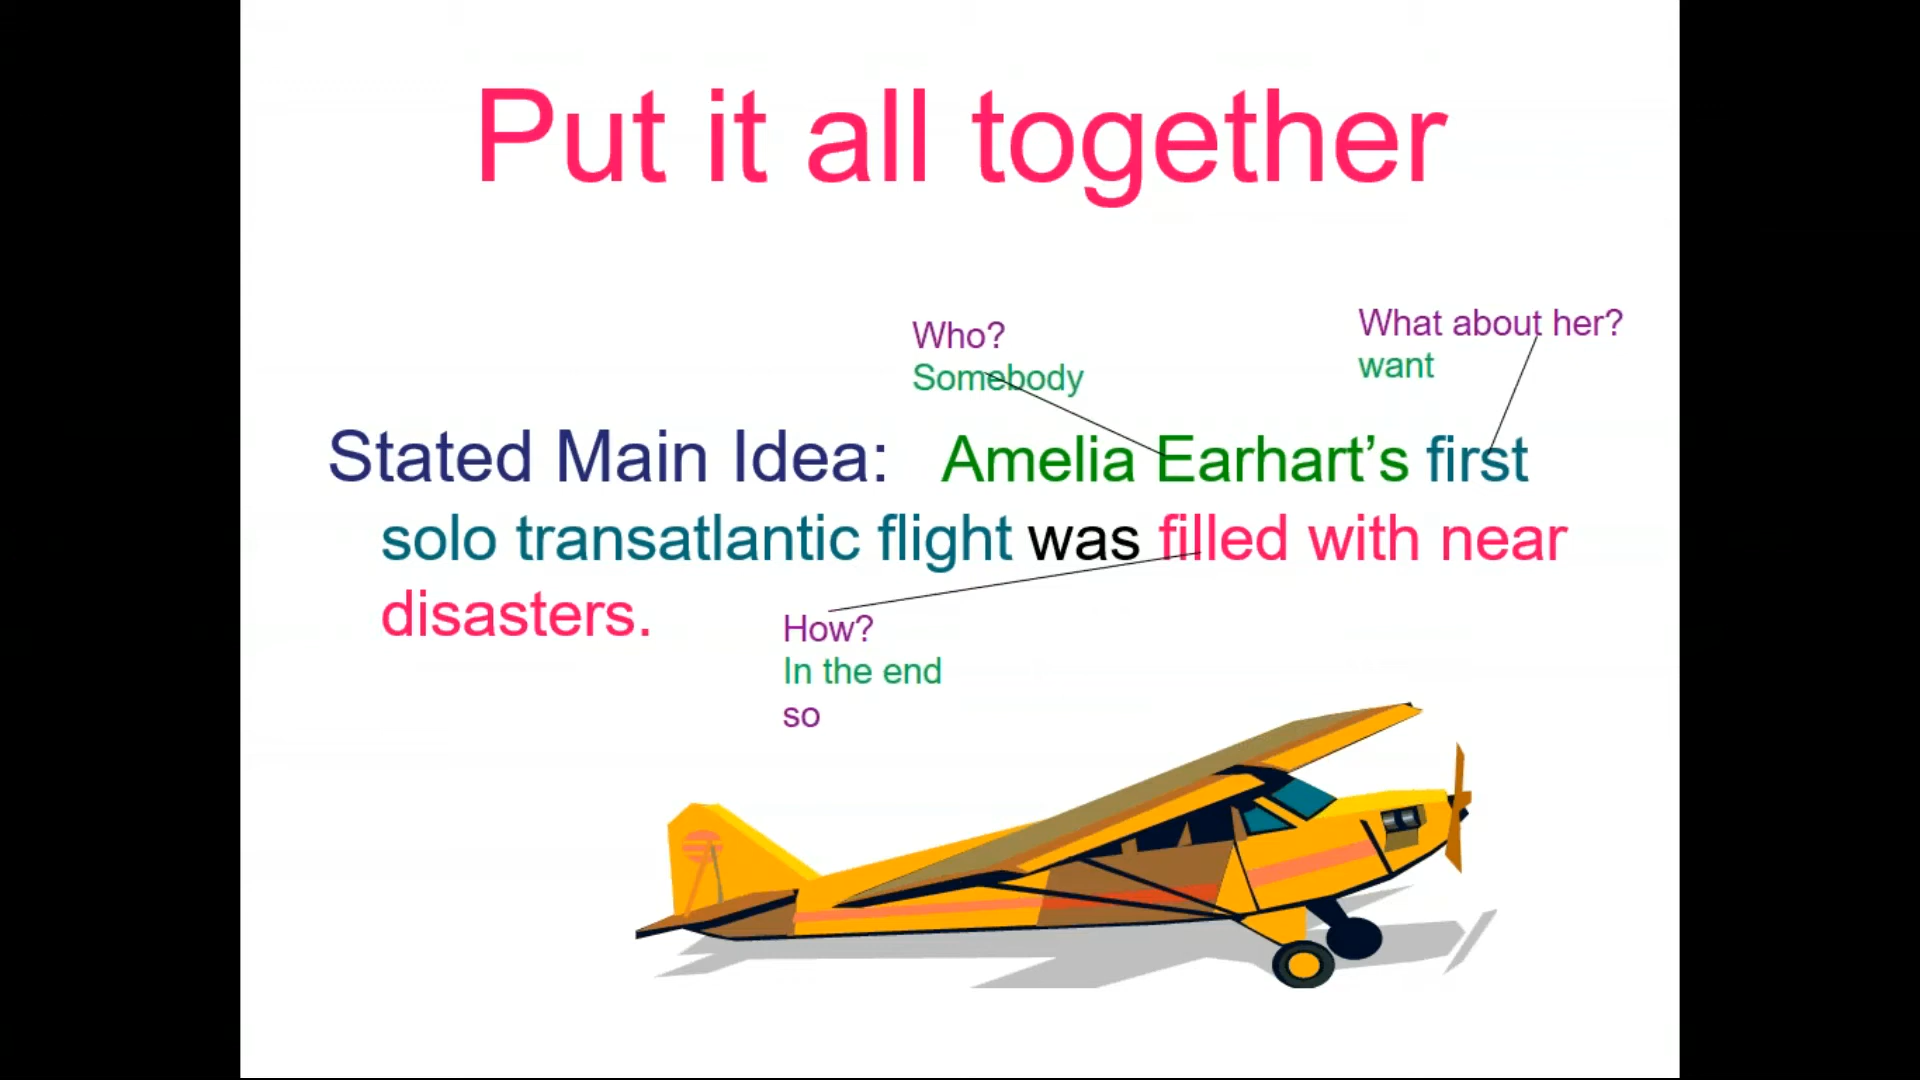 Put it all together
Who?
Somebody
What about her?
want
Stated Main Idea: Amelia Earhart’s first
solo transatlantic flight was filled with near
disasters.
How?
In the end
so